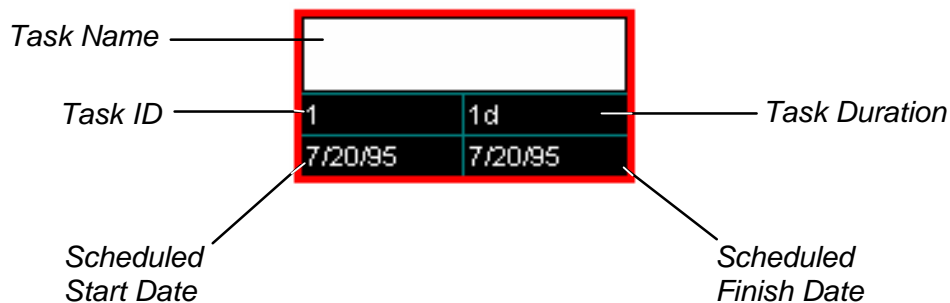 Task Name
Task ID
1
1d
Task Duration
7/20/95
7/20/95
Scheduled
Start Date
Scheduled
Finish Date